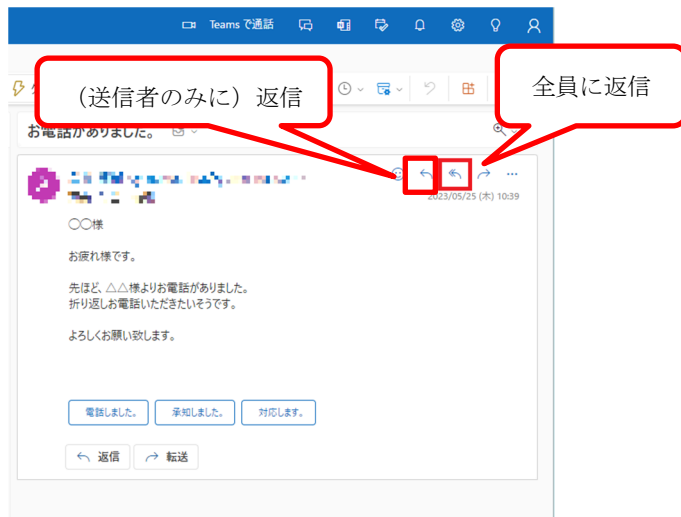 Teams で通話
(送信者のみに) 返信
全員に返信
お電話がありました。
2023/05/25 (木) 10:39
○○様
お疲れ様です。
先ほど、△△様よりお電話がありました。
折り返しお電話いただきたいそうです。
よろしくお願い致します。
電話しました。
承知しました。
対応します。
返信
転送